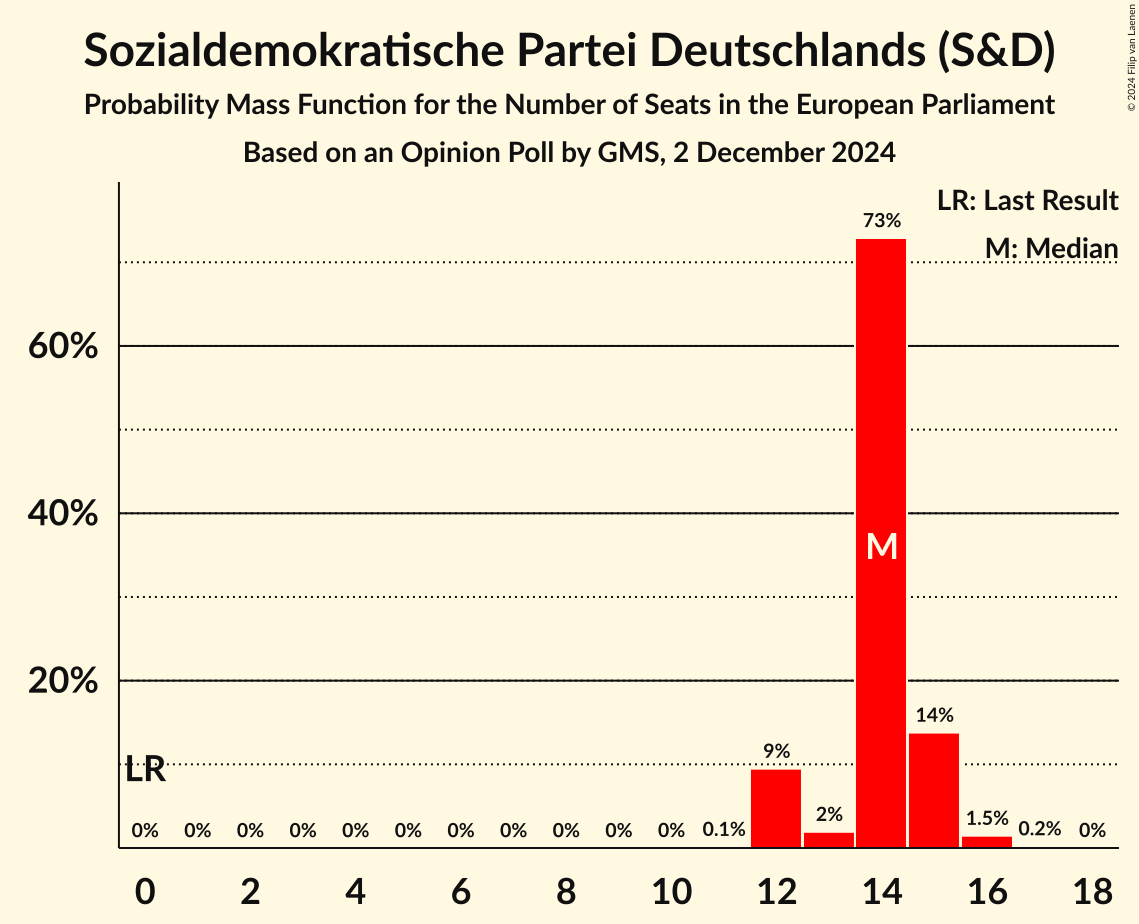 Sozialdemokratische Partei Deutschlands (S&D)
Probability Mass Function for the Number of Seats in the European Parliament
Based on an Opinion Poll by GMS, 2 December 2024
© 2024 Filip van Laenen
LR: Last Result
M: Median
73%
60%
40%
M
20%
14%
9%
LR
0% 0% 0% 0% 0% 0% 0% 0% 0% 0% 0% 0.1% 2% 1.5% 0.2% 0%
0 2 4 6 8 10 12 14 16 18